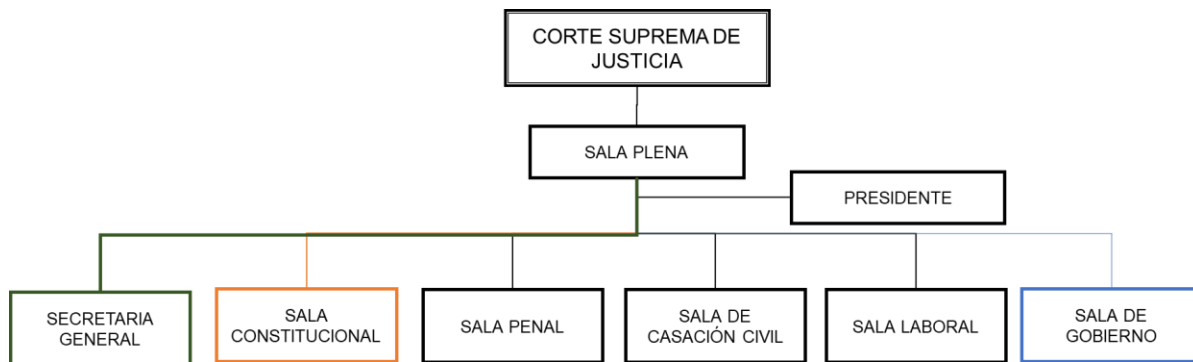 CORTE SUPREMA DE
JUSTICIA
SALA PLENA
PRESIDENTE
SECRETARIA
GENERAL
SALA
CONSTITUCIONAL
SALA PENAL
SALA DE
CASACIÓN CIVIL
SALA LABORAL
SALA DE
GOBIERNO